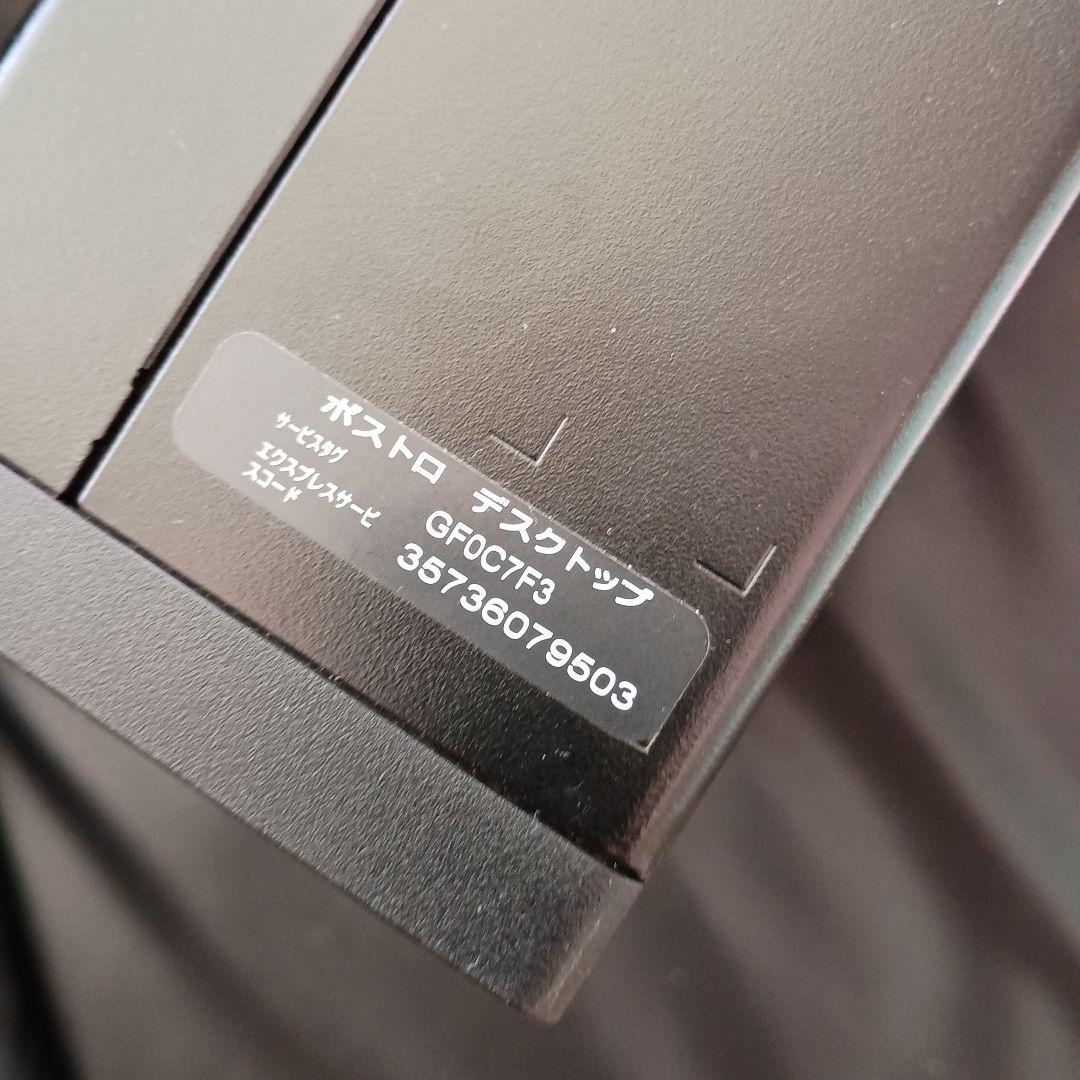 ボストロ デスクトップ
サービスタグ GF0C7F3
エクスプレスサービ
スコード 35736079503